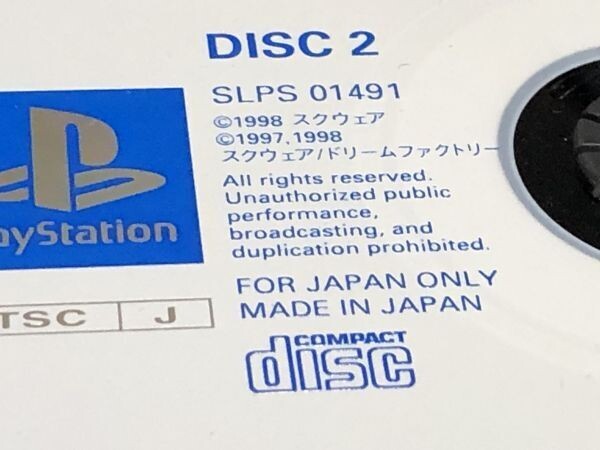 DISC 2
SLPS 01491
©1998 スクウェア
©1997,1998
スクウェア/ドリームファクトリー
All rights reserved.
Unauthorized public
performance,
broadcasting, and
duplication prohibited.
FOR JAPAN ONLY
MADE IN JAPAN
COMPACT
disc
ayStation
TSC J